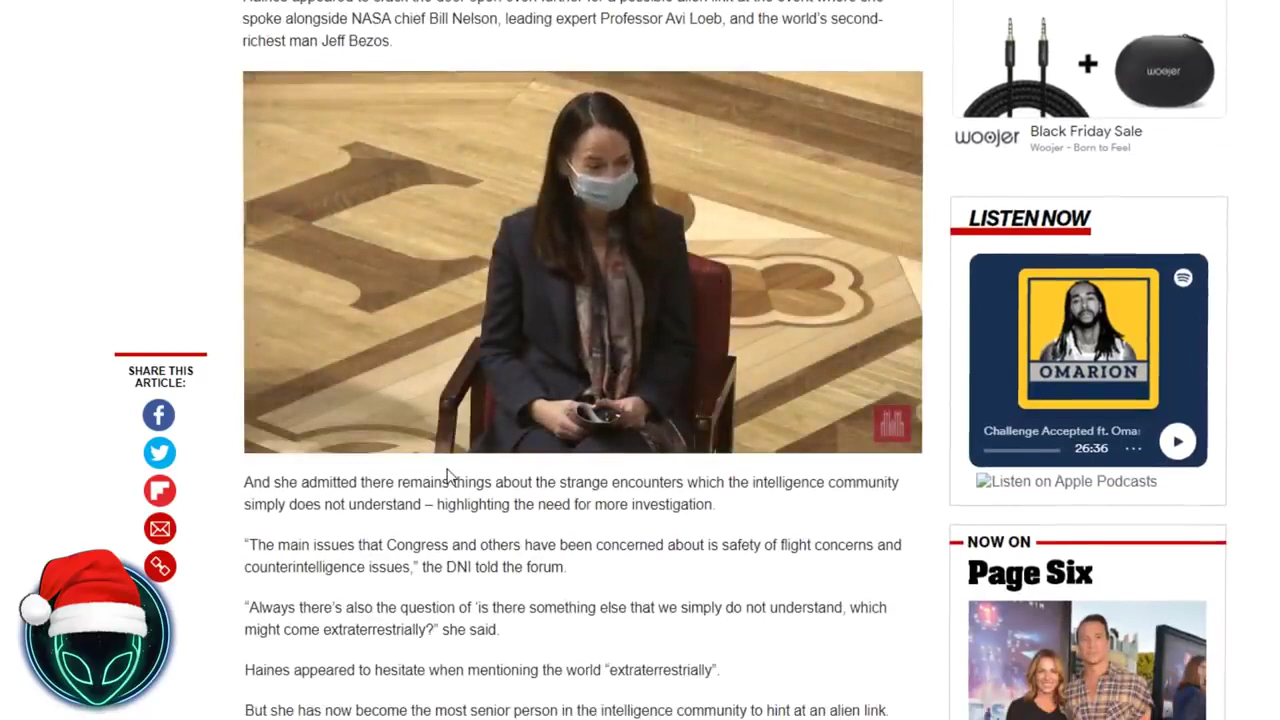 spoke alongside NASA chief Bill Nelson, leading expert Professor Avi Loeb, and the world's second-
richest man Jeff Bezos.
And she admitted there remains things about the strange encounters which the intelligence community
simply does not understand – highlighting the need for more investigation.
“The main issues that Congress and others have been concerned about is safety of flight concerns and
counterintelligence issues,” the DNI told the forum.
“Always there's also the question of ‘is there something else that we simply do not understand, which
might come extraterrestrially?” she said.
Haines appeared to hesitate when mentioning the world “extraterrestrially”.
But she has now become the most senior person in the intelligence community to hint at an alien link.
SHARE THIS
ARTICLE:
woojer
woojer
Black Friday Sale
Woojer - Born to Feel
LISTEN NOW
OMARION
Challenge Accepted ft. Oma
26:36
Listen on Apple Podcasts
NOW ON
Page Six